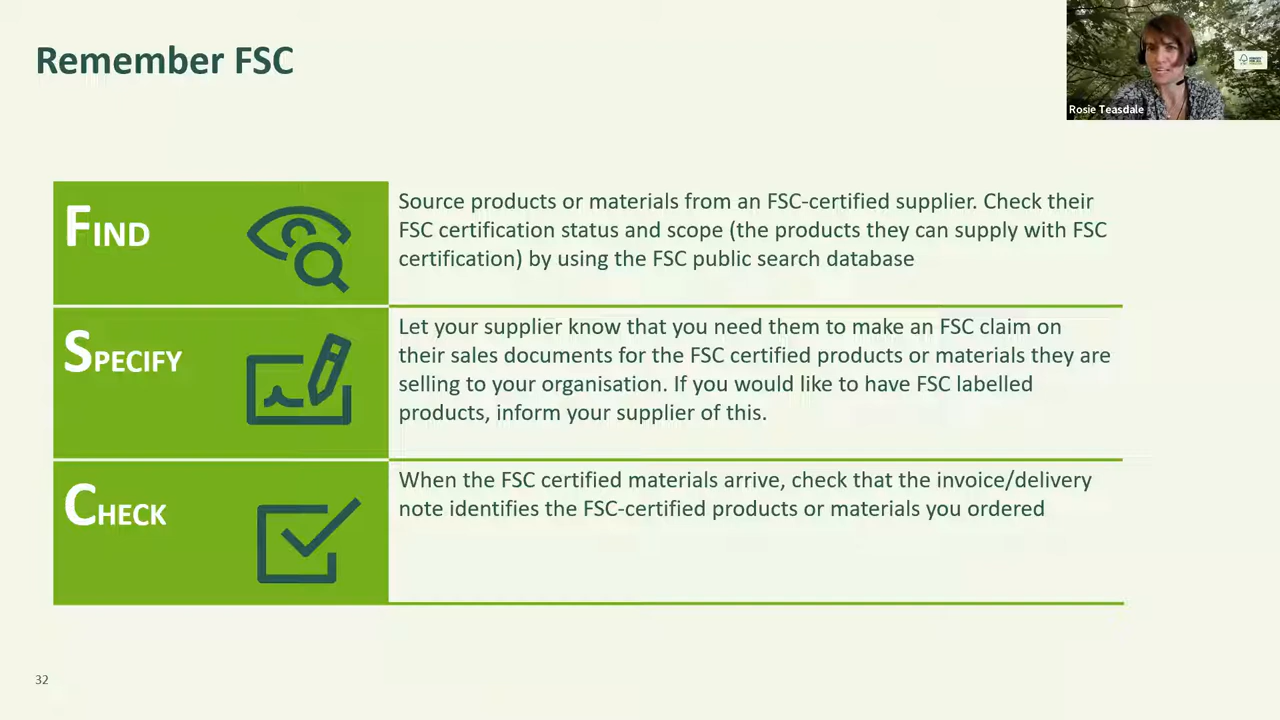 Remember FSC
Rosie Teasdale
FIND
Source products or materials from an FSC-certified supplier. Check their
FSC certification status and scope (the products they can supply with FSC
certification) by using the FSC public search database
SPECIFY
Let your supplier know that you need them to make an FSC claim on
their sales documents for the FSC certified products or materials they are
selling to your organisation. If you would like to have FSC labelled
products, inform your supplier of this.
CHECK
When the FSC certified materials arrive, check that the invoice/delivery
note identifies the FSC-certified products or materials you ordered
32